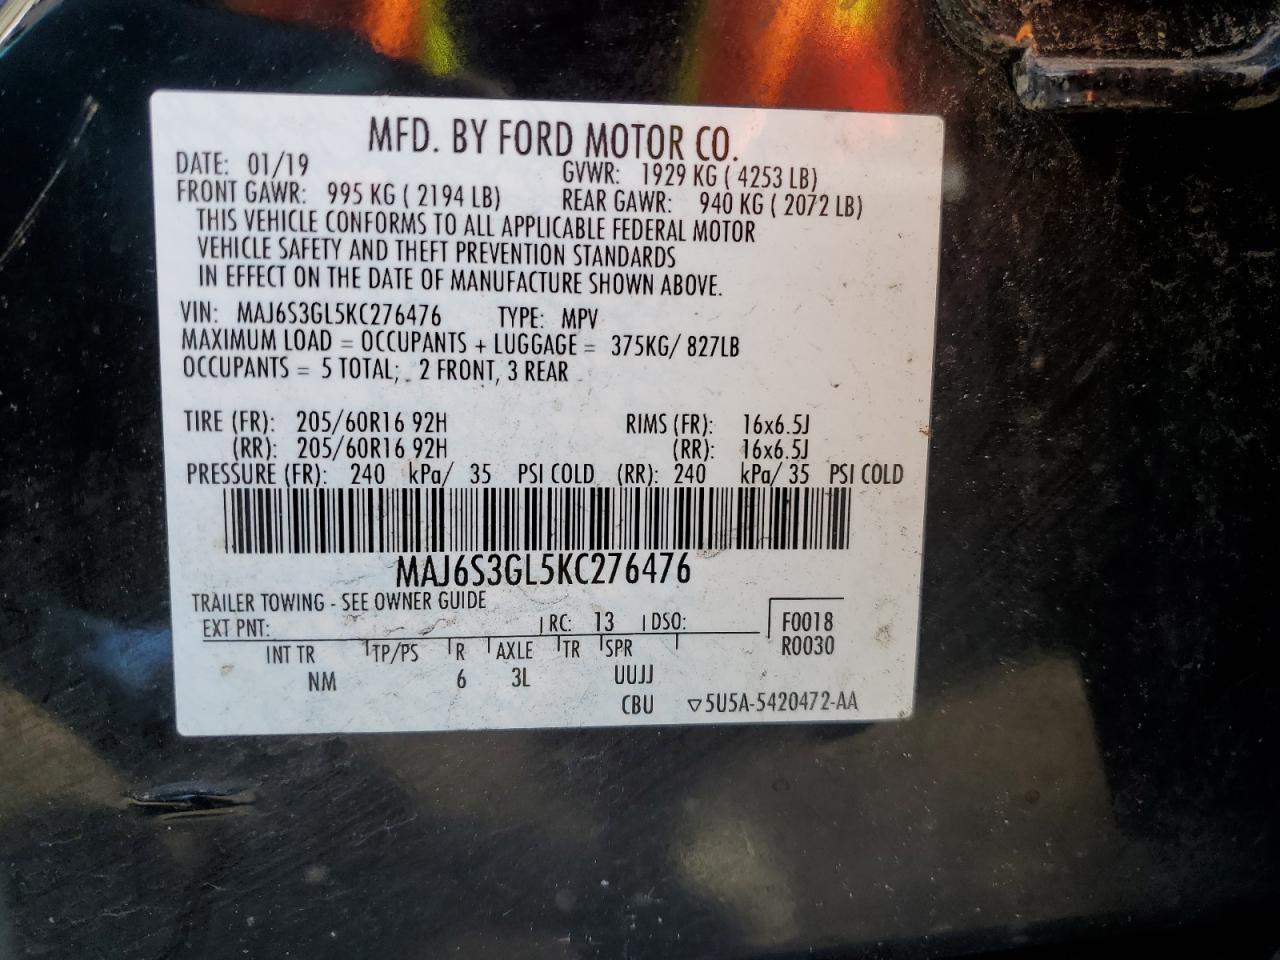 MFD. BY FORD MOTOR CO.
DATE: 01/19 GVWR: 1929 KG ( 4253 LB)
FRONT GAWR: 995 KG ( 2194 LB) REAR GAWR: 940 KG ( 2072 LB)
THIS VEHICLE CONFORMS TO ALL APPLICABLE FEDERAL MOTOR
VEHICLE SAFETY AND THEFT PREVENTION STANDARDS
IN EFFECT ON THE DATE OF MANUFACTURE SHOWN ABOVE.
VIN: MAJ6S3GL5KC276476 TYPE: MPV
MAXIMUM LOAD = OCCUPANTS + LUGGAGE = 375KG/ 827LB
OCCUPANTS = 5 TOTAL; 2 FRONT, 3 REAR
TIRE (FR): 205/60R16 92H RIMS (FR): 16x6.5J
(RR): 205/60R16 92H (RR): 16x6.5J
PRESSURE (FR): 240 kPa/ 35 PSI COLD (RR): 240 kPa/ 35 PSI COLD
MAJ6S3GL5KC276476
TRAILER TOWING - SEE OWNER GUIDE
EXT PNT: RC: 13 DSO: F0018
R0030
INT TR TP/PS R AXLE TR SPR
NM 6 3L UUJJ
CBU ▽5U5A-5420472-AA